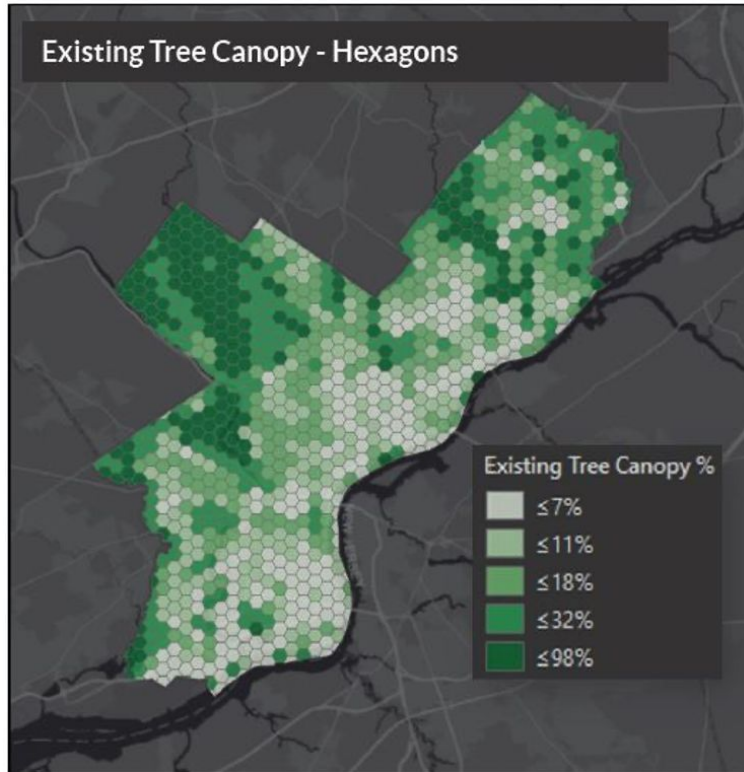 Existing Tree Canopy - Hexagons
Existing Tree Canopy %
≤7%
≤11%
≤18%
≤32%
≤98%